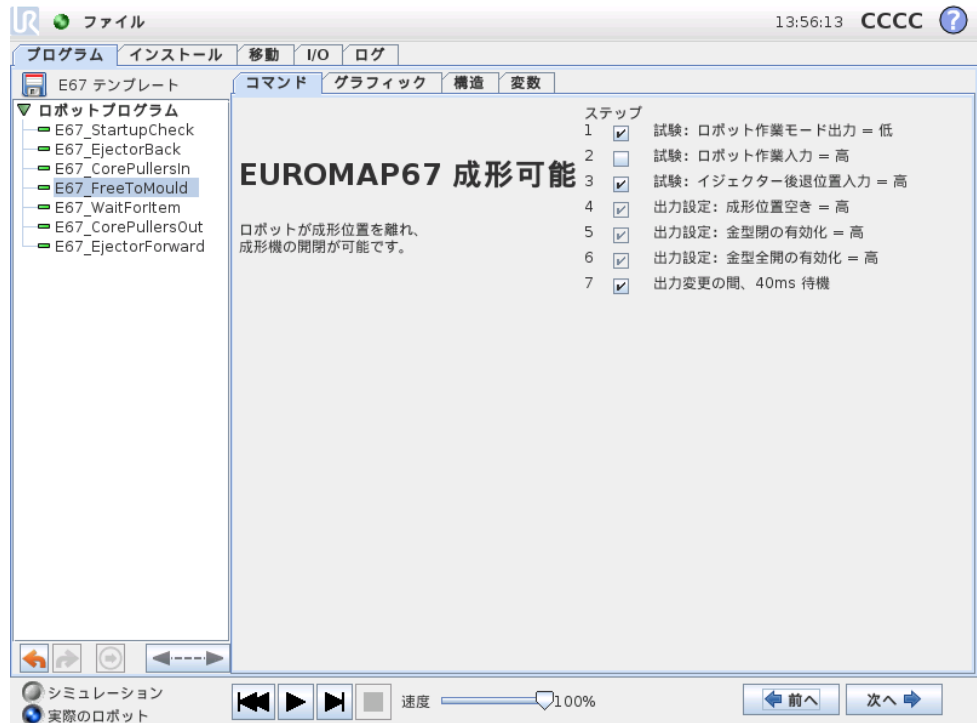 UR ファイル 13:56:13 CCCC ?
プログラム インストール 移動 I/O ログ
E67 テンプレート
コマンド グラフィック 構造 変数
ロボットプログラム
E67_StartupCheck
E67_EjectorBack
E67_CorePullersIn
E67_FreeToMould
E67_WaitForItem
E67_CorePullersOut
E67_EjectorForward
EUROMAP67 成形可能
ロボットが成形位置を離れ、
成形機の開閉が可能です。
ステップ
1 試験: ロボット作業モード出力 = 低
2 試験: ロボット作業入力 = 高
3 試験: イジェクター後退位置入力 = 高
4 出力設定: 成形位置空き = 高
5 出力設定: 金型閉の有効化 = 高
6 出力設定: 金型全開の有効化 = 高
7 出力変更の間、40ms 待機
シミュレーション
実際のロボット
速度 100%
前へ 次へ